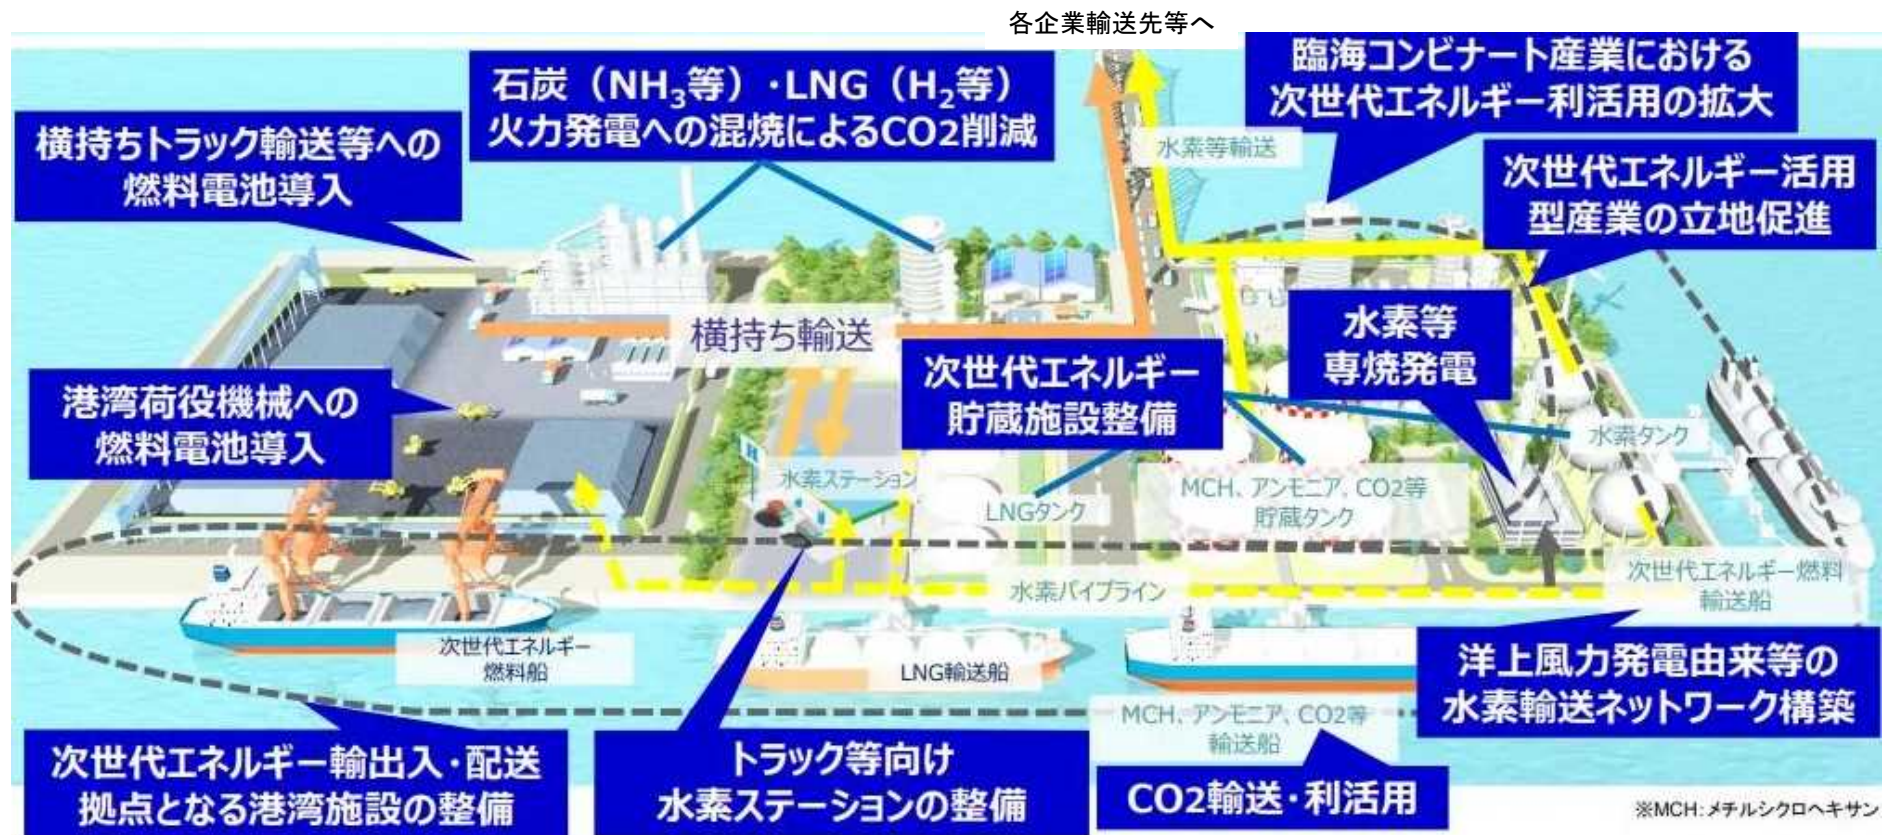 各企業輸送先等へ
石炭（NH3等）・LNG（H2等）
火力発電への混焼によるCO2削減
臨海コンビナート産業における
次世代エネルギー利活用の拡大
横持ちトラック輸送等への
燃料電池導入
水素等輸送
次世代エネルギー活用
型産業の立地促進
横持ち輸送
水素等
専焼発電
次世代エネルギー
貯蔵施設整備
港湾荷役機械への
燃料電池導入
水素タンク
H
水素ステーション
LNGタンク
MCH、アンモニア、CO2等
貯蔵タンク
水素パイプライン
次世代エネルギー燃料
輸送船
次世代エネルギー
燃料船
LNG輸送船
洋上風力発電由来等の
水素輸送ネットワーク構築
MCH、アンモニア、CO2等
輸送船
次世代エネルギー輸出入・配送
拠点となる港湾施設の整備
トラック等向け
水素ステーションの整備
CO2輸送・利活用
※MCH：メチルシクロヘキサン